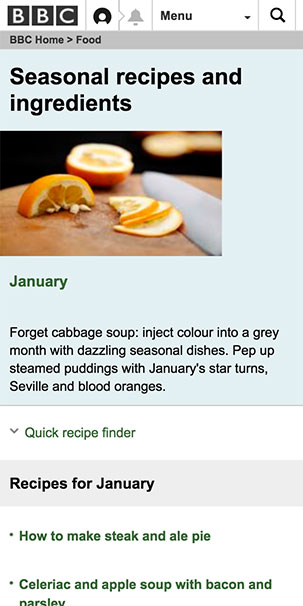 BBC
Menu
BBC Home > Food
Seasonal recipes and
ingredients
January
Forget cabbage soup: inject colour into a grey
month with dazzling seasonal dishes. Pep up
steamed puddings with January's star turns,
Seville and blood oranges.
Quick recipe finder
Recipes for January
• How to make steak and ale pie
• Celeriac and apple soup with bacon and
parsley